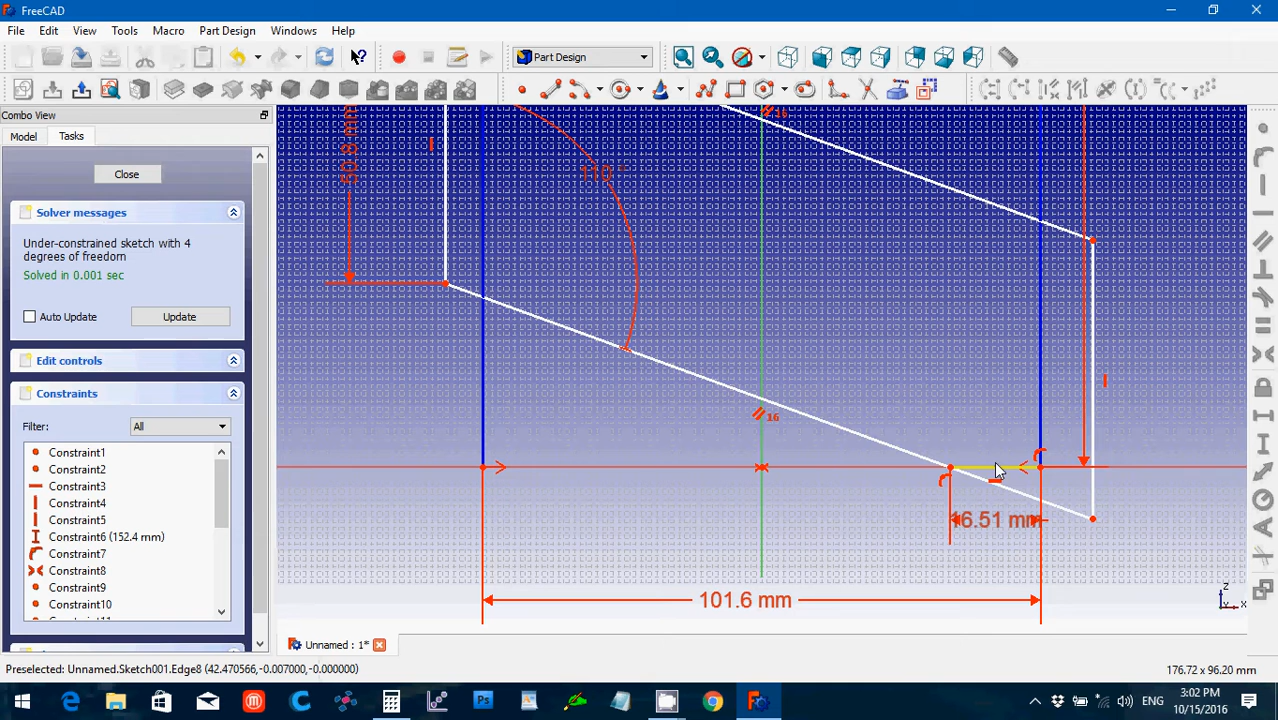 FreeCAD
File Edit View Tools Macro Part Design Windows Help
Part Design
Combo View
Model Tasks
Close
Solver messages
Under-constrained sketch with 4
degrees of freedom
Solved in 0.001 sec
Auto Update Update
Edit controls
Constraints
Filter: All
Constraint1
Constraint2
Constraint3
Constraint4
Constraint5
Constraint6 (152.4 mm)
Constraint7
Constraint8
Constraint9
Constraint10
110 °
16
16
16.51 mm
101.6 mm
Z
X
Unnamed : 1*
Preselected: Unnamed.Sketch001.Edge8 (42.470566,-0.007000,-0.000000) 176.72 x 96.20 mm
ENG 3:02 PM
10/15/2016